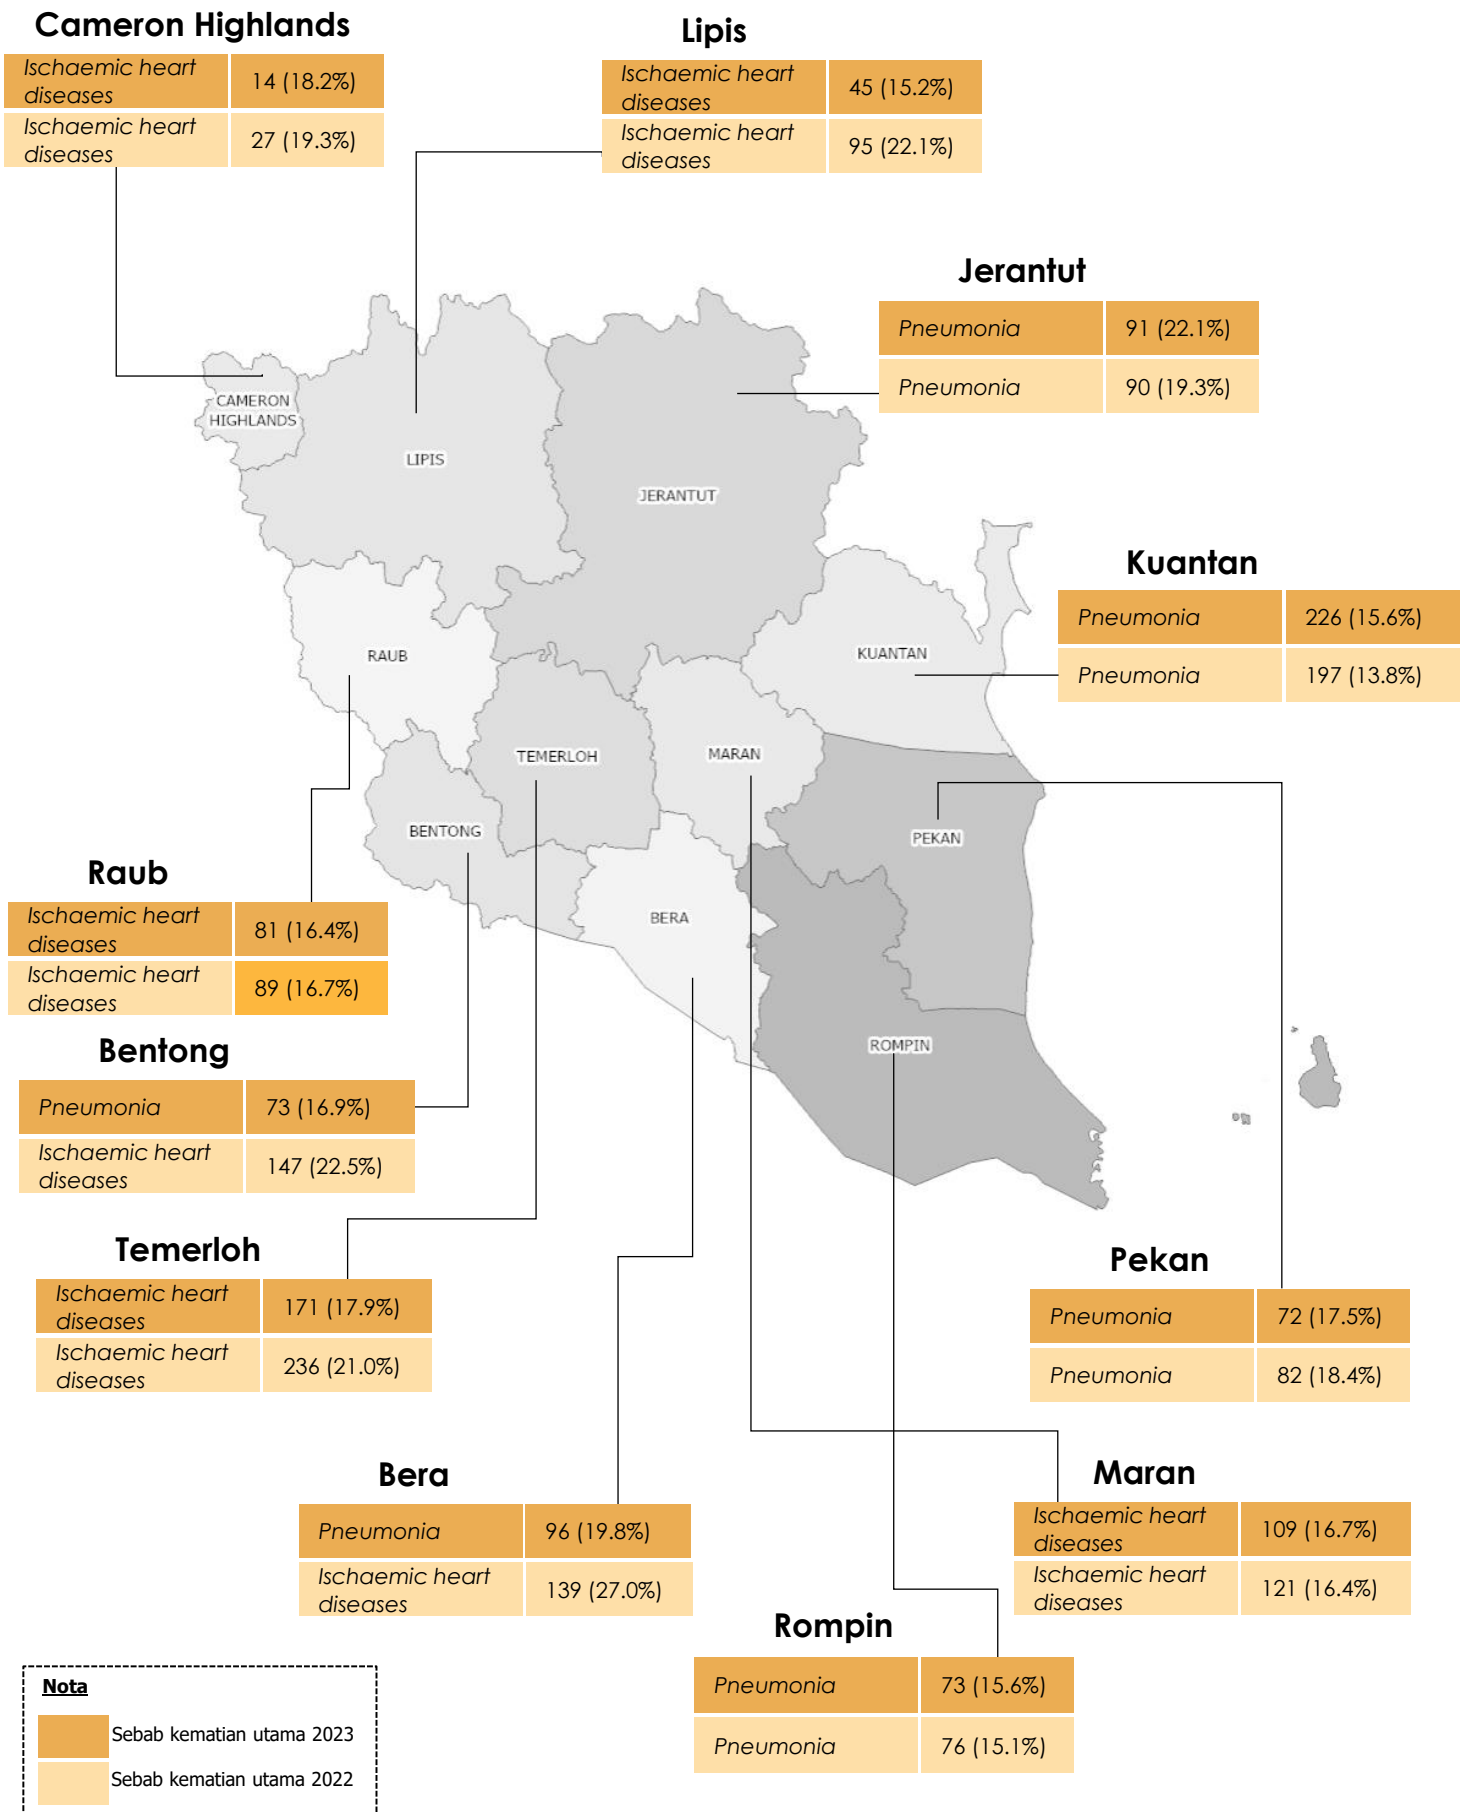 Cameron Highlands
Ischaemic heart
diseases
14 (18.2%)
Ischaemic heart
diseases
27 (19.3%)
Lipis
Ischaemic heart
diseases
45 (15.2%)
Ischaemic heart
diseases
95 (22.1%)
Jerantut
Pneumonia
91 (22.1%)
Pneumonia
90 (19.3%)
CAMERON
HIGHLANDS
LIPIS
JERANTUT
Kuantan
Pneumonia
226 (15.6%)
Pneumonia
197 (13.8%)
RAUB
KUANTAN
TEMERLOH
MARAN
BENTONG
PEKAN
BERA
ROMPIN
Raub
Ischaemic heart
diseases
81 (16.4%)
Ischaemic heart
diseases
89 (16.7%)
Bentong
Pneumonia
73 (16.9%)
Ischaemic heart
diseases
147 (22.5%)
Temerloh
Ischaemic heart
diseases
171 (17.9%)
Ischaemic heart
diseases
236 (21.0%)
Pekan
Pneumonia
72 (17.5%)
Pneumonia
82 (18.4%)
Bera
Pneumonia
96 (19.8%)
Ischaemic heart
diseases
139 (27.0%)
Maran
Ischaemic heart
diseases
109 (16.7%)
Ischaemic heart
diseases
121 (16.4%)
Rompin
Pneumonia
73 (15.6%)
Pneumonia
76 (15.1%)
Nota
Sebab kematian utama 2023
Sebab kematian utama 2022